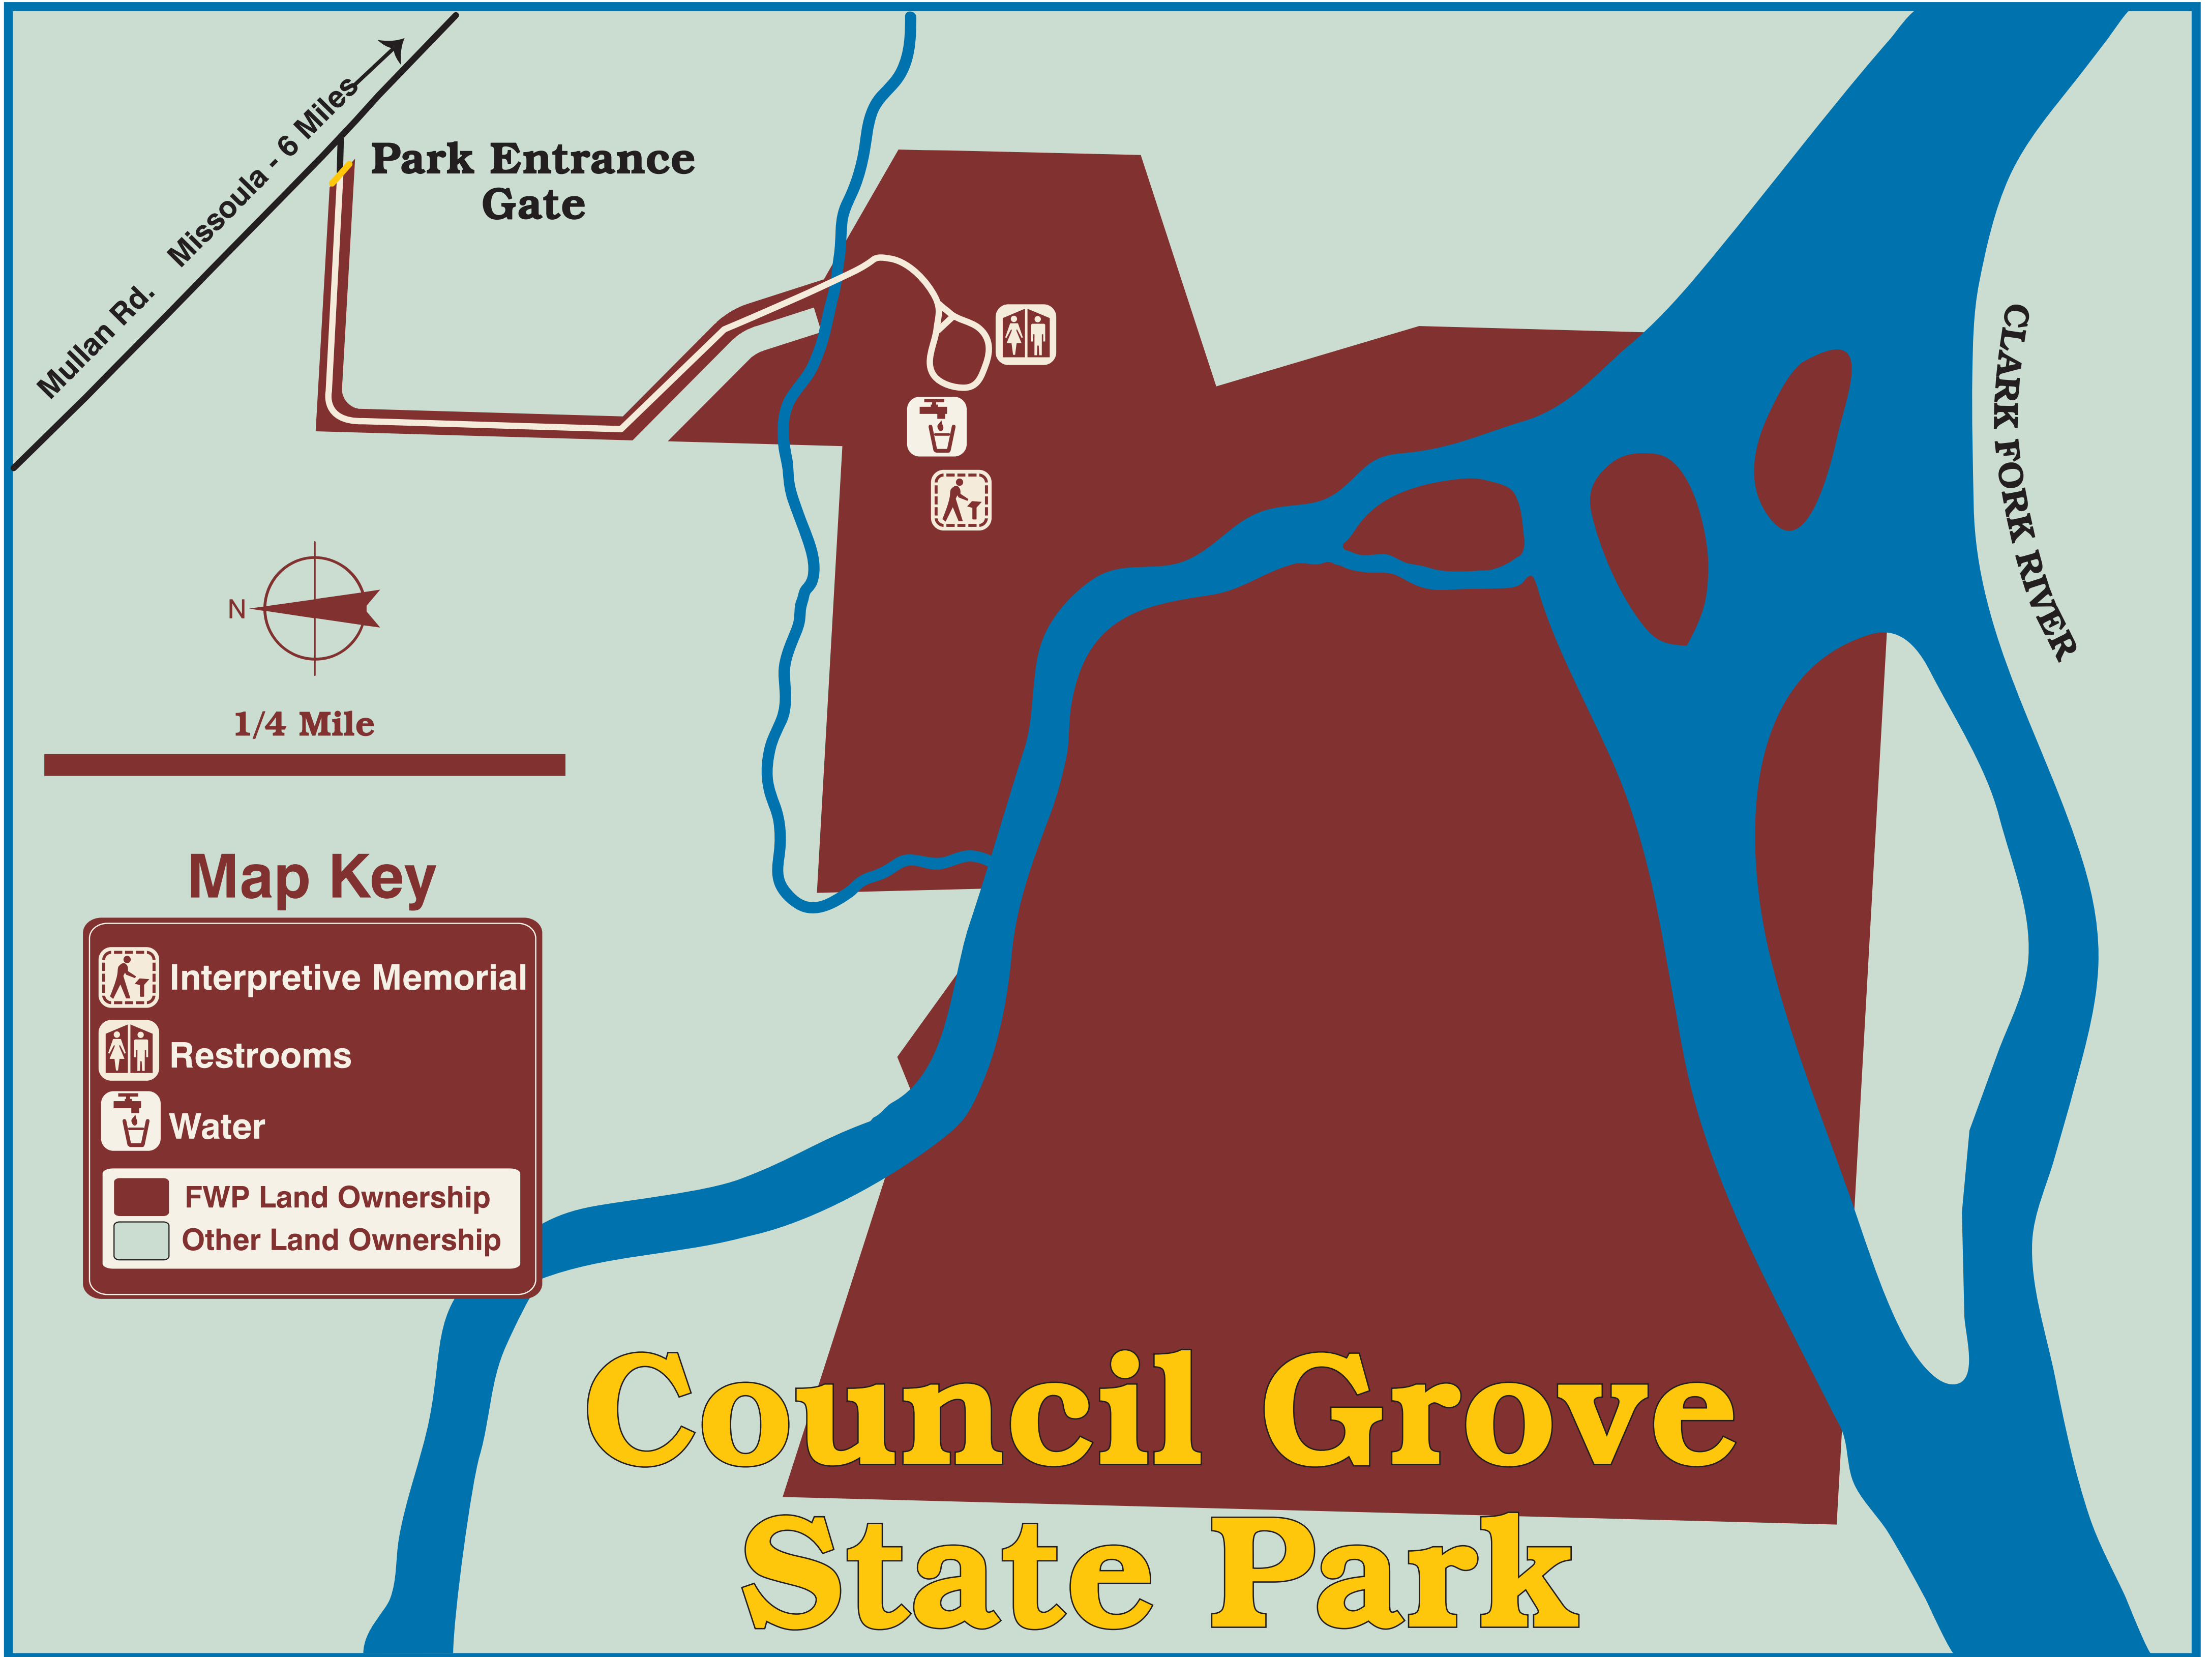 Mullan Rd.
Missoula - 6 Miles
Park Entrance
Gate
CLARK FORK RIVER
N
1/4 Mile
Map Key
Interpretive Memorial
Restrooms
Water
FWP Land Ownership
Other Land Ownership
Council Grove
State Park